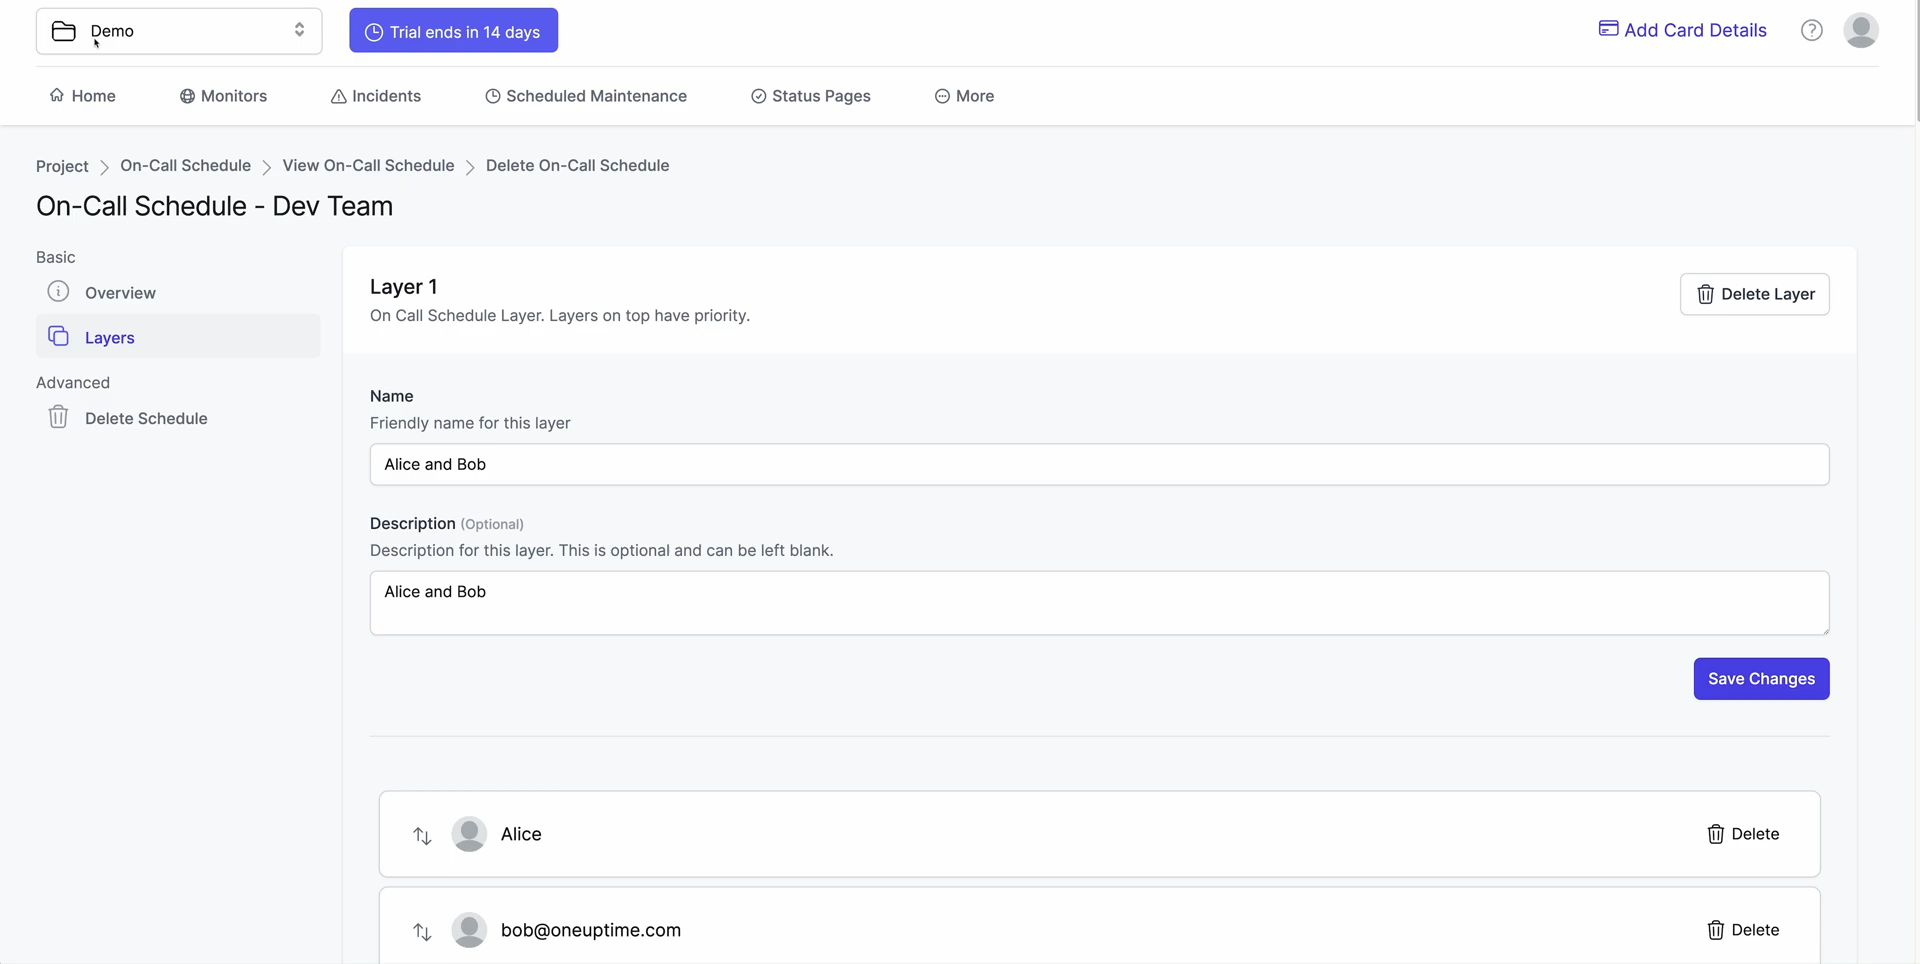 Demo
Trial ends in 14 days
Add Card Details
Home
Monitors
Incidents
Scheduled Maintenance
Status Pages
More
Project
On-Call Schedule
View On-Call Schedule
Delete On-Call Schedule
On-Call Schedule - Dev Team
Basic
Overview
Layers
Advanced
Delete Schedule
Layer 1
On Call Schedule Layer. Layers on top have priority.
Delete Layer
Name
Friendly name for this layer
Alice and Bob
Description (Optional)
Description for this layer. This is optional and can be left blank.
Alice and Bob
Save Changes
Alice
Delete
bob@oneuptime.com
Delete